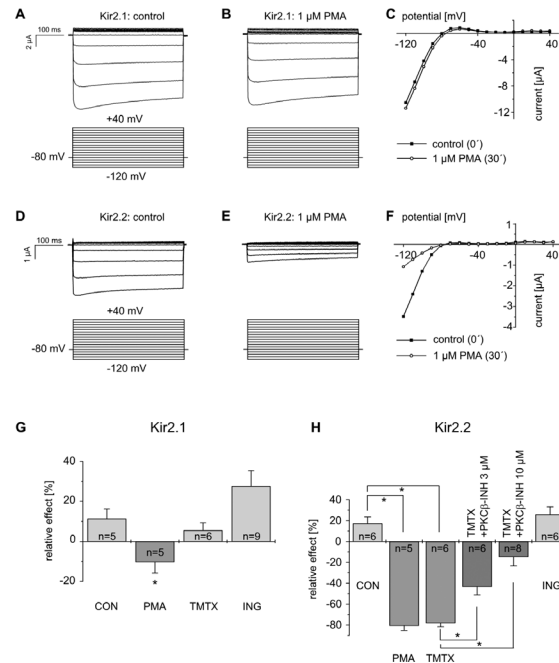 A Kir2.1: control
100 ms
2 µA
+40 mV
-80 mV
-120 mV
B Kir2.1: 1 µM PMA
C potential [mV]
-120 -80 -40 40
-4
-8
-12
current [µA]
control (0´)
1 µM PMA (30´)
D Kir2.2: control
100 ms
1 µA
+40 mV
-80 mV
-120 mV
E Kir2.2: 1 µM PMA
F potential [mV]
1
-120 -80 -40 40
-1
-2
-3
-4
current [µA]
control (0´)
1 µM PMA (30´)
G Kir2.1
relative effect [%]
40
20
0
-20
n=5 n=5 n=6 n=9
*
CON PMA TMTX ING
H Kir2.2
relative effect [%]
40
20
0
-20
-40
-60
-80
*
*
TMTX
+PKCβ-INH 3 µM
TMTX
+PKCβ-INH 10 µM
n=6 n=5 n=6 n=6 n=8 n=6
CON ING
*
*
PMA TMTX